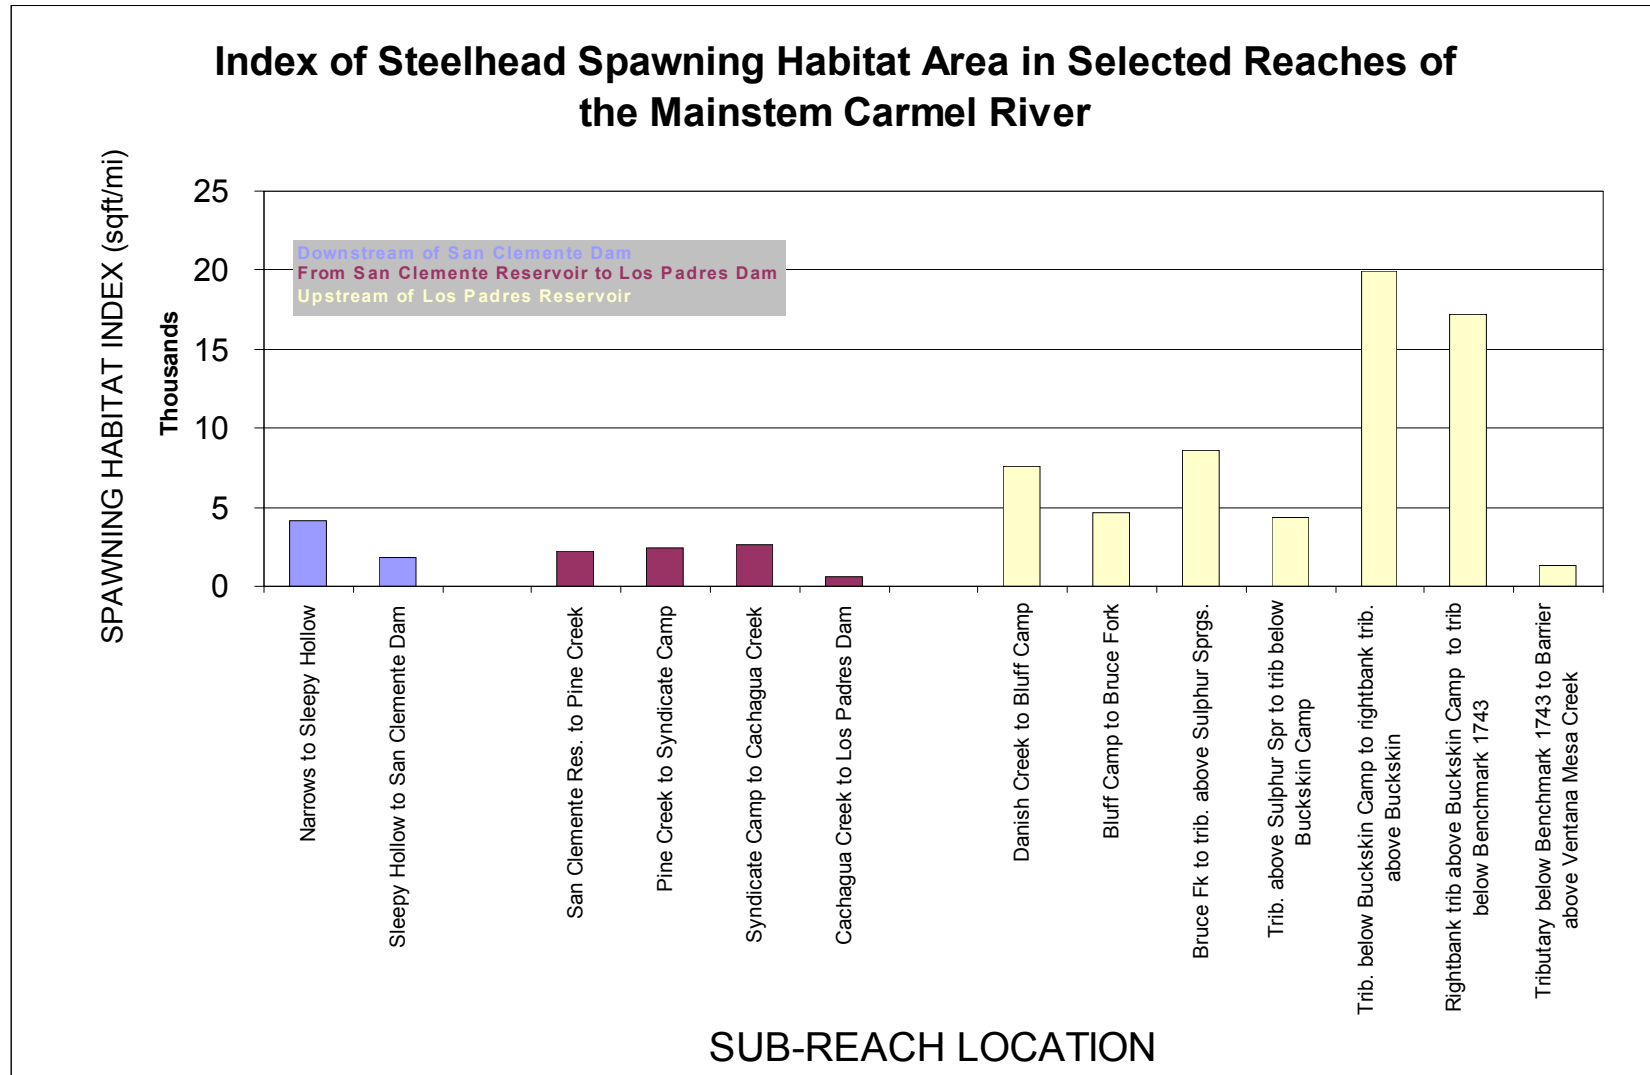 Index of Steelhead Spawning Habitat Area in Selected Reaches of
the Mainstem Carmel River
SPAWNING HABITAT INDEX (sqft/mi)
Thousands
25
20
15
10
5
0
Downstream of San Clemente Dam
From San Clemente Reservoir to Los Padres Dam
Upstream of Los Padres Reservoir
Narrows to Sleepy Hollow
Sleepy Hollow to San Clemente Dam
San Clemente Res. to Pine Creek
Pine Creek to Syndicate Camp
Syndicate Camp to Cachagua Creek
Cachagua Creek to Los Padres Dam
Danish Creek to Bluff Camp
Bluff Camp to Bruce Fork
Bruce Fk to trib. above Sulphur Sprgs.
Trib. above Sulphur Spr to trib below
Buckskin Camp
Trib. below Buckskin Camp to rightbank trib.
above Buckskin
Rightbank trib above Buckskin Camp to trib
below Benchmark 1743
Tributary below Benchmark 1743 to Barrier
above Ventana Mesa Creek
SUB-REACH LOCATION